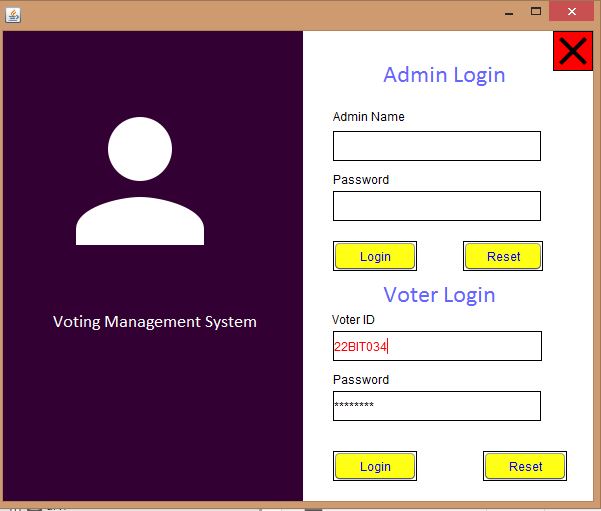 Admin Login
Admin Name
Password
Login Reset
Voting Management System
Voter Login
Voter ID
22BIT034
Password
********
Login Reset